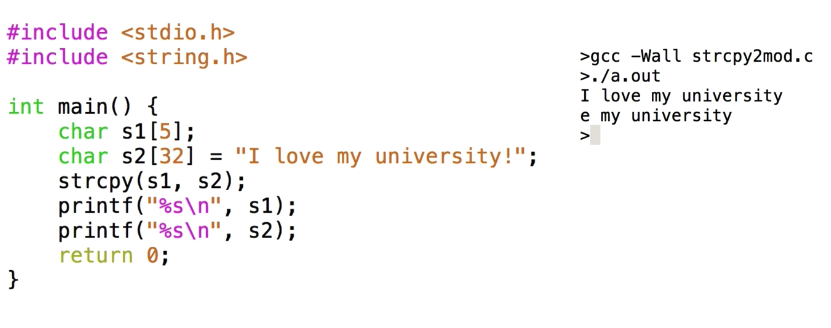 #include <stdio.h>
#include <string.h>

int main() {
    char s1[5];
    char s2[32] = "I love my university!";
    strcpy(s1, s2);
    printf("%s\n", s1);
    printf("%s\n", s2);
    return 0;
}
>gcc -Wall strcpy2mod.c
>./a.out
I love my university
e my university
>